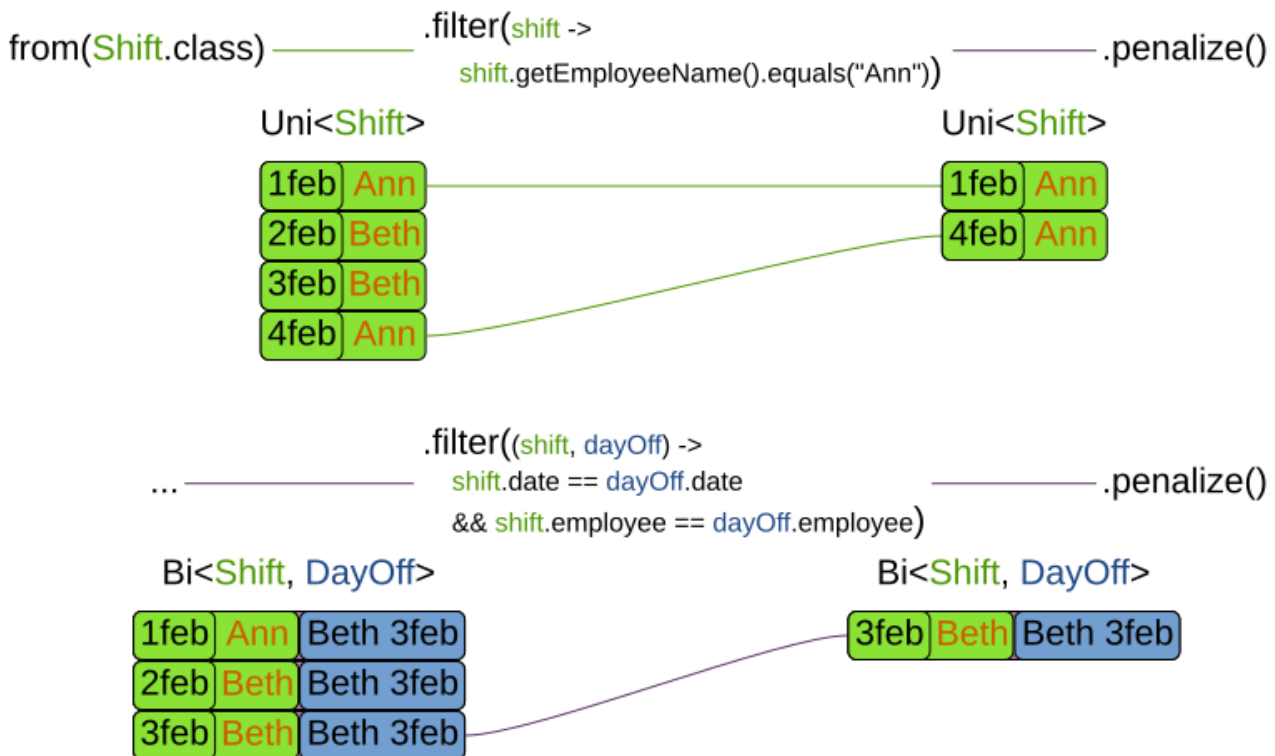 from(Shift.class)
.filter(shift ->
shift.getEmployeeName().equals("Ann"))
.penalize()
Uni<Shift>
Uni<Shift>
1feb Ann
1feb Ann
2feb Beth
4feb Ann
3feb Beth
4feb Ann
.filter((shift, dayOff) ->
...
shift.date == dayOff.date
.penalize()
&& shift.employee == dayOff.employee)
Bi<Shift, DayOff>
Bi<Shift, DayOff>
1feb Ann Beth 3feb
3feb Beth Beth 3feb
2feb Beth Beth 3feb
3feb Beth Beth 3feb